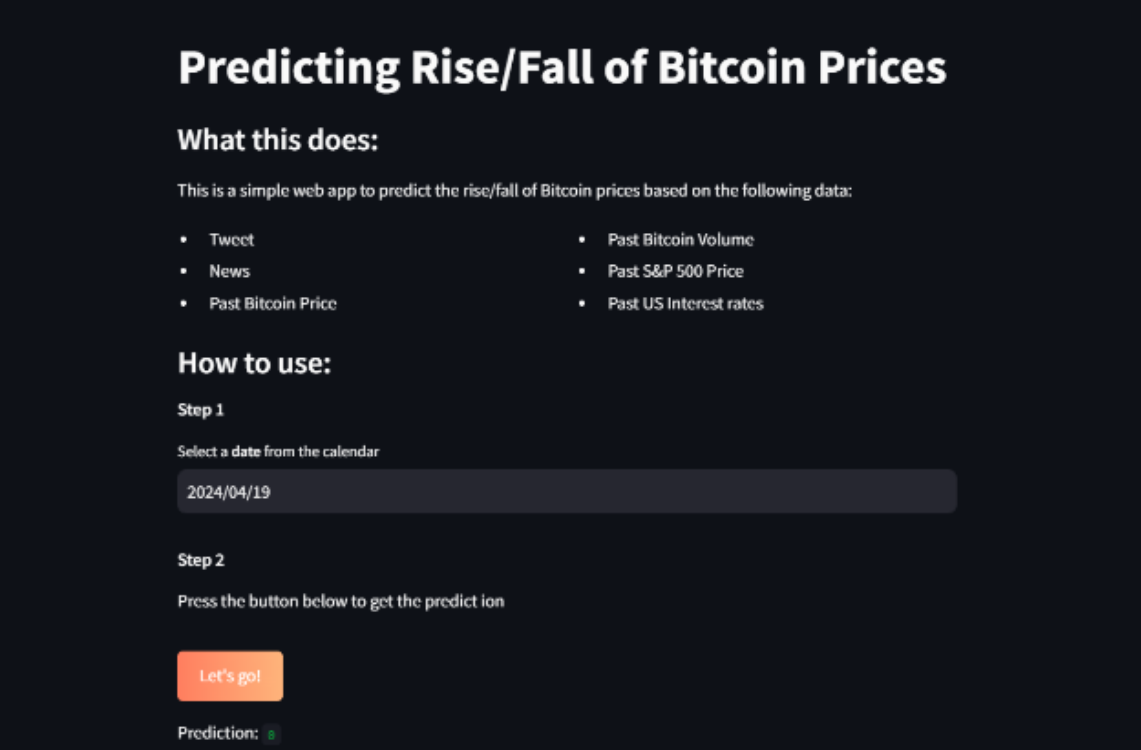 Predicting Rise/Fall of Bitcoin Prices
What this does:
This is a simple web app to predict the rise/fall of Bitcoin prices based on the following data:
• Tweet
• News
• Past Bitcoin Price
• Past Bitcoin Volume
• Past S&P 500 Price
• Past US Interest rates
How to use:
Step 1
Select a date from the calendar
2024/04/19
Step 2
Press the button below to get the predict ion
Let's go!
Prediction: